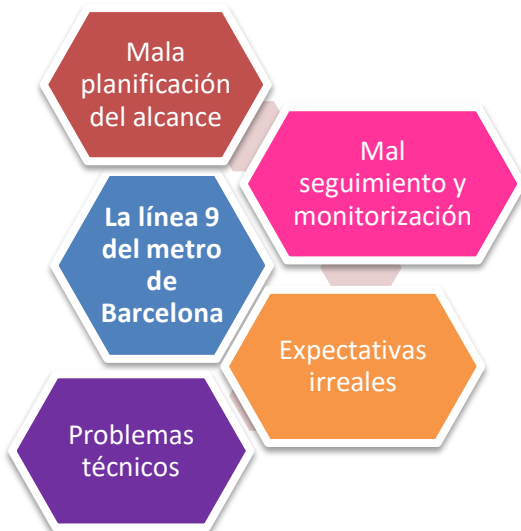 Mala
planificación
del alcance
Mal
seguimiento y
monitorización
La línea 9
del metro
de
Barcelona
Expectativas
irreales
Problemas
técnicos